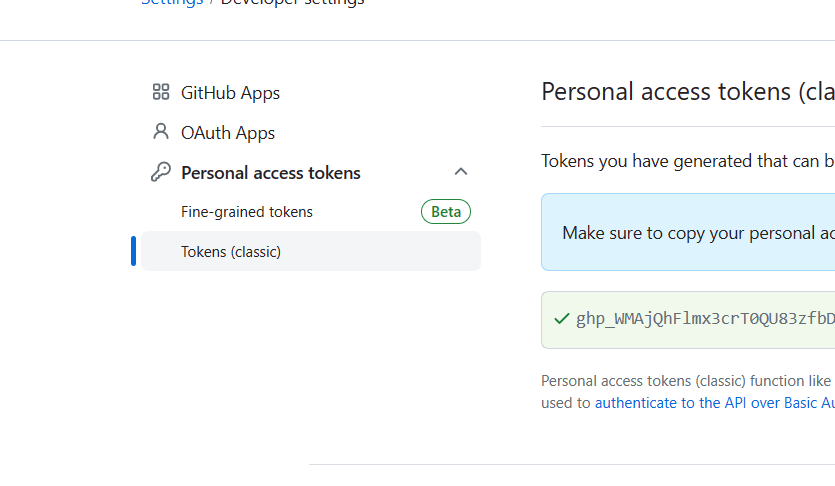 Settings / Developer settings
GitHub Apps
OAuth Apps
Personal access tokens
Fine-grained tokens
Beta
Tokens (classic)
Personal access tokens (cla
Tokens you have generated that can b
Make sure to copy your personal ac
ghp_WMAjQhFlmx3crT0QU83zfbD
Personal access tokens (classic) function like
used to authenticate to the API over Basic Au